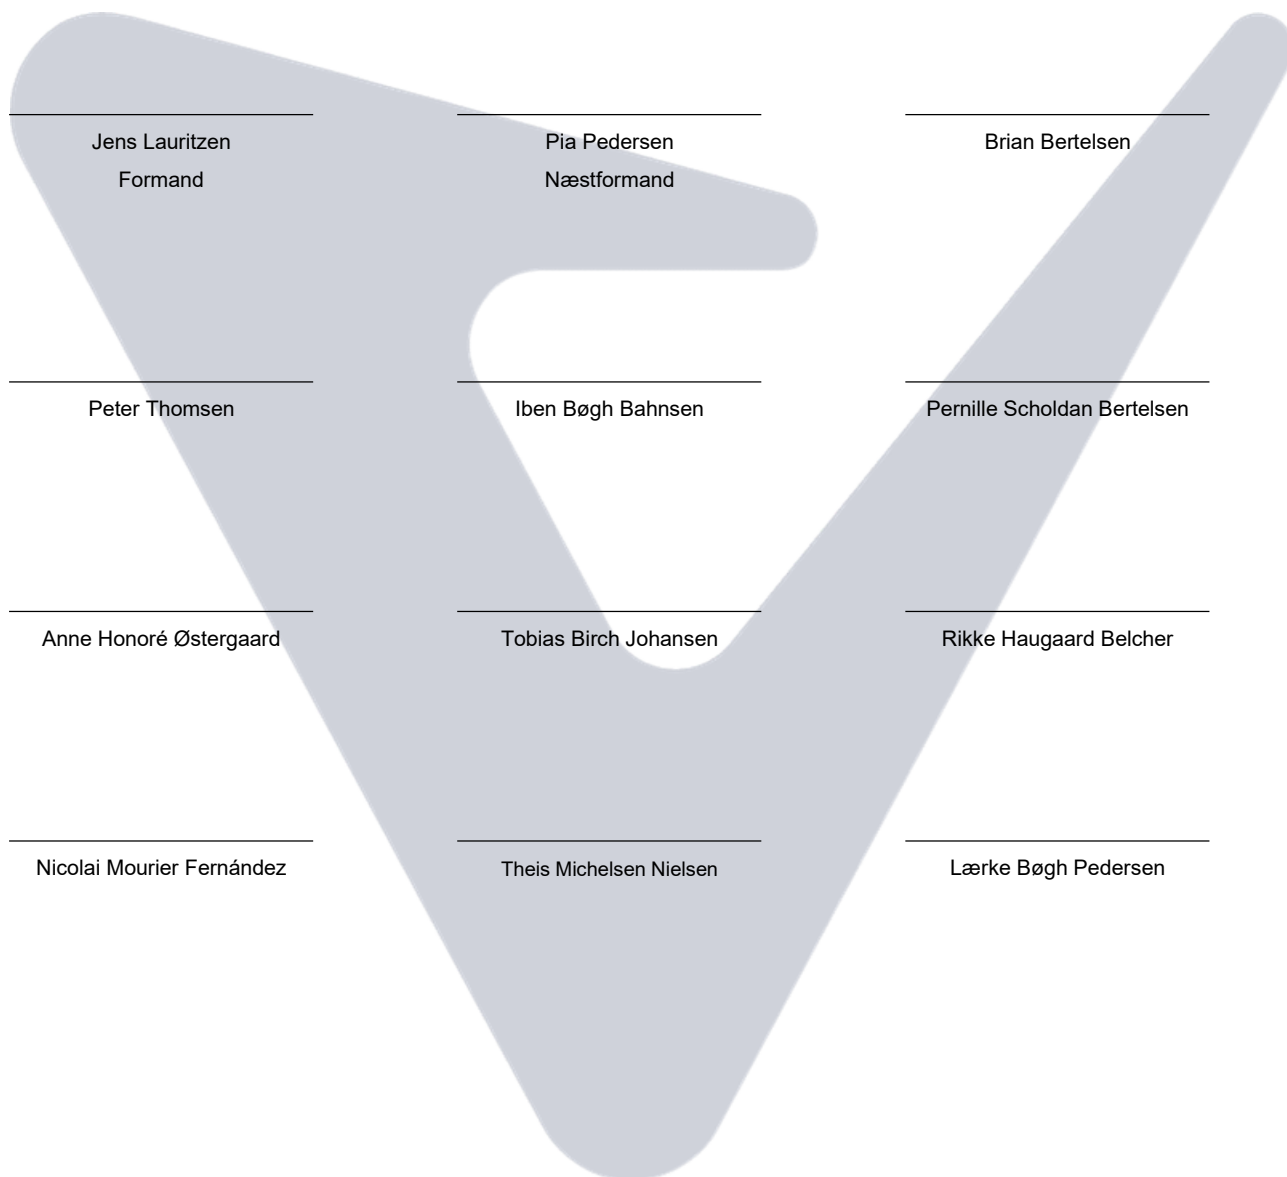 Jens Lauritzen
Formand
Pia Pedersen
Næstformand
Brian Bertelsen
Peter Thomsen
Iben Bøgh Bahnsen
Pernille Scholdan Bertelsen
Anne Honoré Østergaard
Tobias Birch Johansen
Rikke Haugaard Belcher
Nicolai Mourier Fernández
Theis Michelsen Nielsen
Lærke Bøgh Pedersen